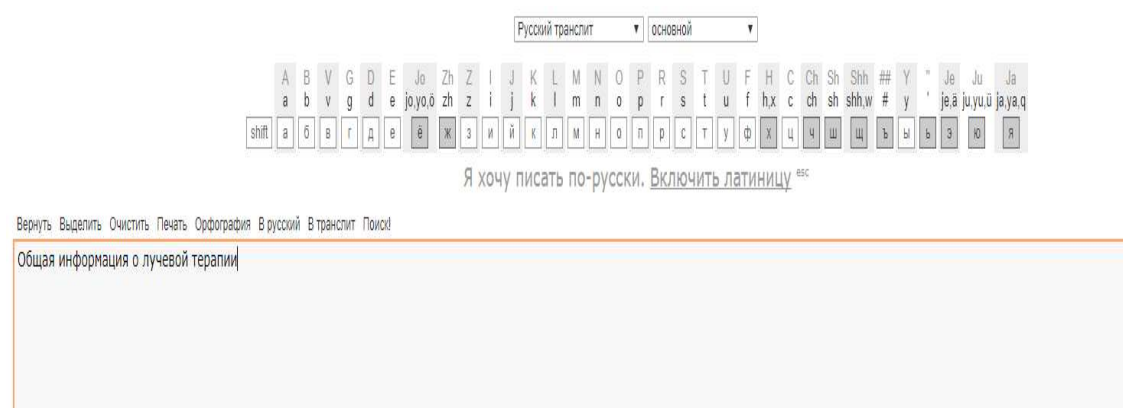 Русский транслит основной
A B V G D E Jo Zh Z I J K L M N O P R S T U F H C Ch Sh Shh ## Y " Je Ju Ja
a b v g d e jo,yo,ö zh z i j k l m n o p r s t u f h,x c ch sh shh,w # y ' je,ä ju,yu,ü ja,ya,q
shift а б в г д е ё ж з и й к л м н о п р с т у ф х ц ч ш щ ъ ы ь э ю я
Я хочу писать по-русски. Включить латиницу esc
Вернуть Выделить Очистить Печать Орфография В русский В транслит Поиск!
Общая информация о лучевой терапии